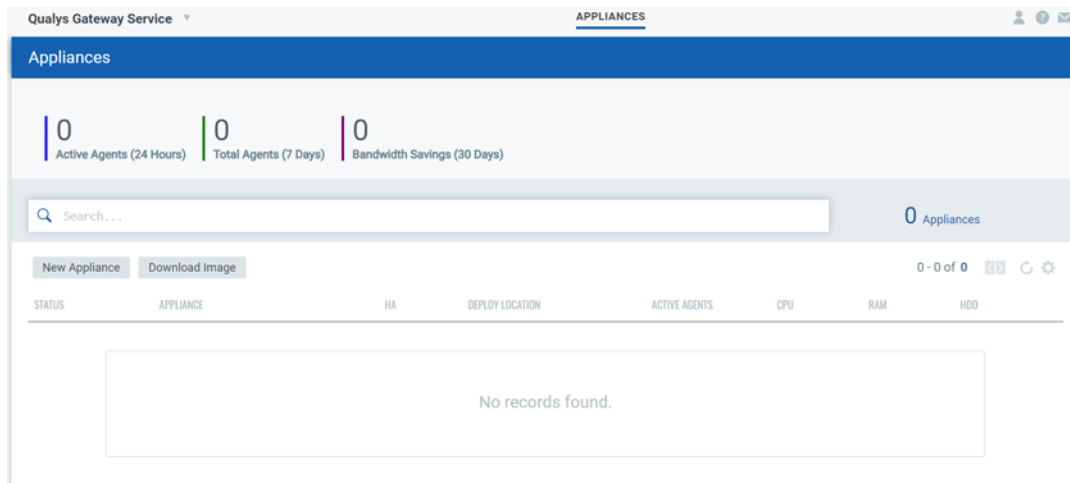 Qualys Gateway Service APPLIANCES
Appliances
0 0 0
Active Agents (24 Hours) Total Agents (7 Days) Bandwidth Savings (30 Days)
Search... 0 Appliances
New Appliance Download Image 0 - 0 of 0
STATUS APPLIANCE HA DEPLOY LOCATION ACTIVE AGENTS CPU RAM HDD
No records found.